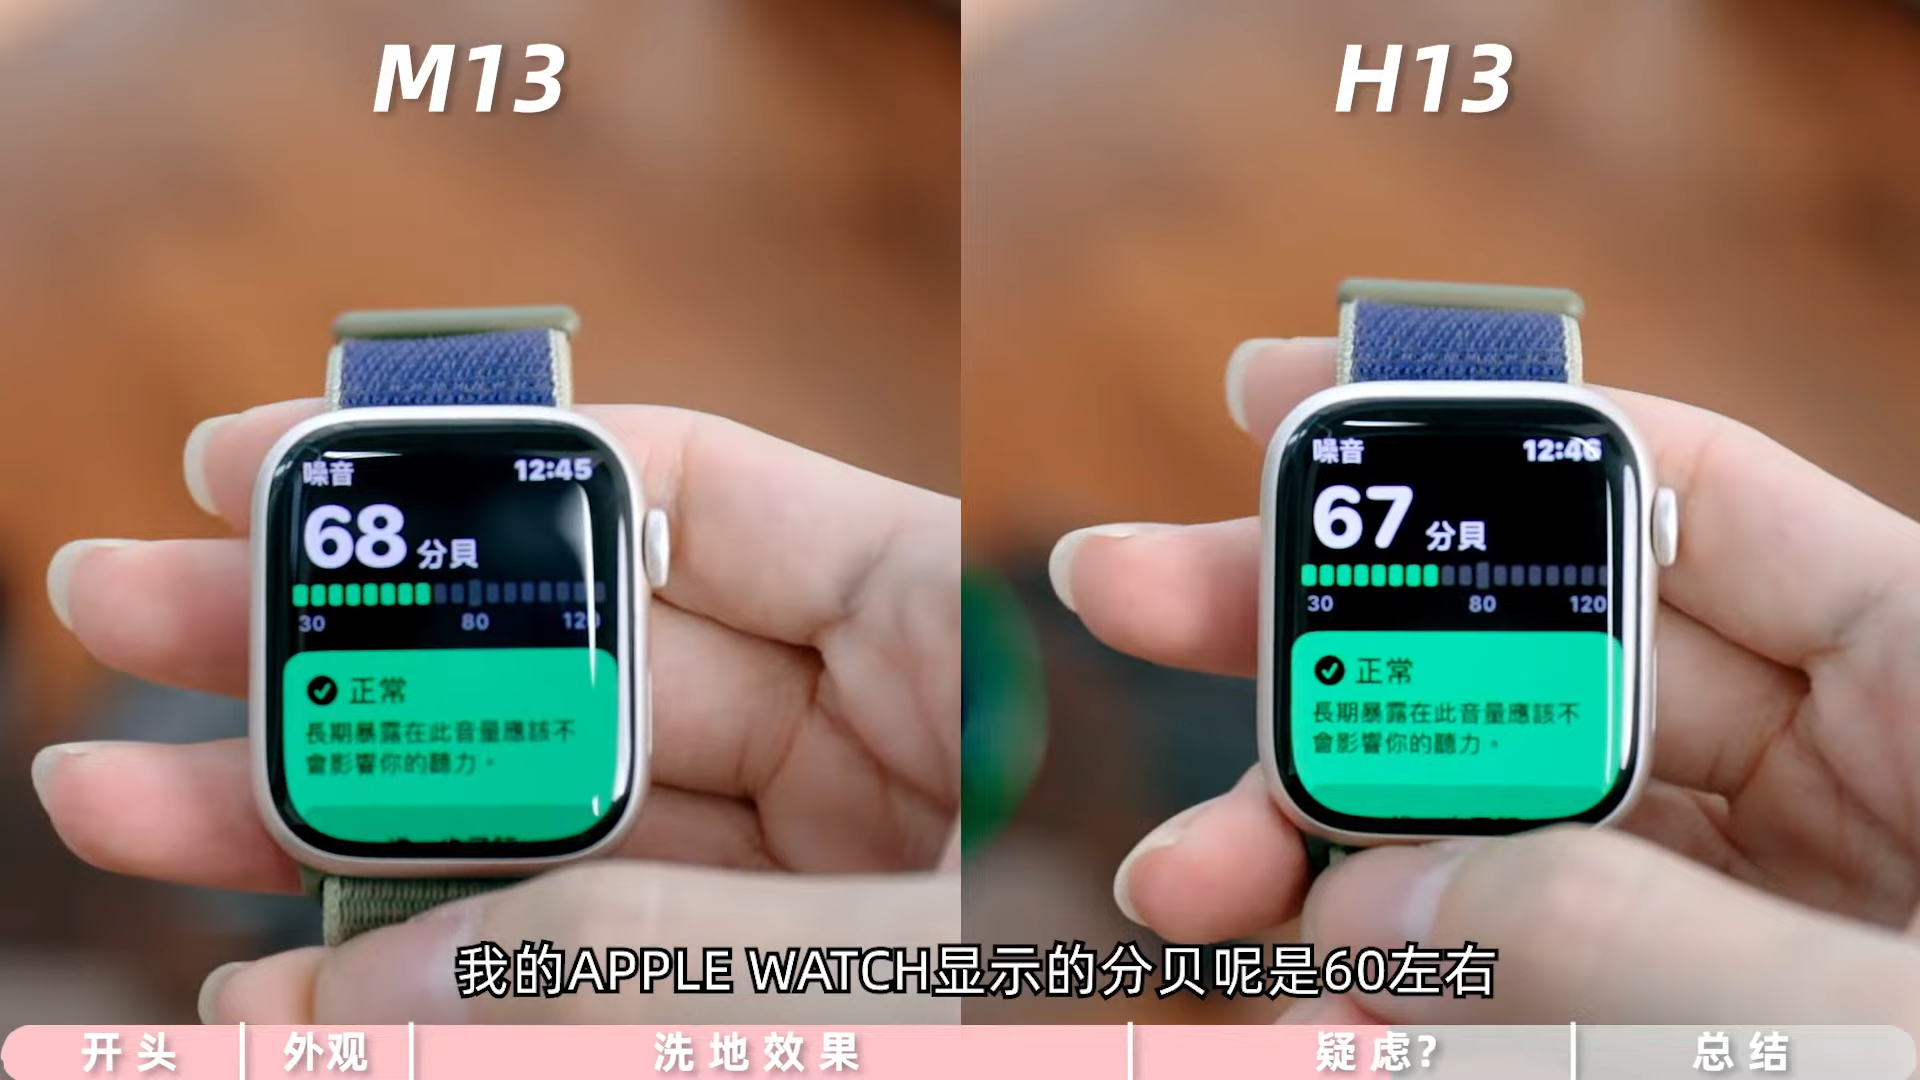 M13
H13
噪音
12:45
68 分貝
30 80 120
正常
長期暴露在此音量應該不
會影響你的聽力。
噪音
12:46
67 分貝
30 80 120
正常
長期暴露在此音量應該不
會影響你的聽力。
我的APPLE WATCH显示的分贝呢是60左右
开头 外观 洗地效果 疑虑? 总结